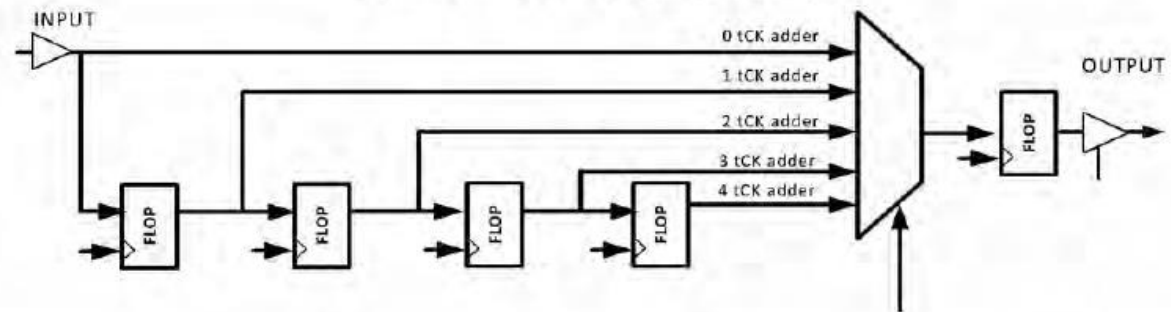 INPUT
0 tCK adder
1 tCK adder
OUTPUT
2 tCK adder
3 tCK adder
4 tCK adder
FLOP
FLOP
FLOP
FLOP
FLOP